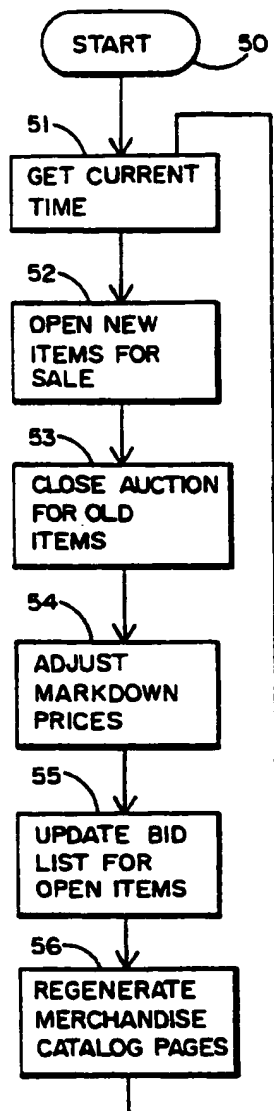 START
50
51
GET CURRENT
TIME
52
OPEN NEW
ITEMS FOR
SALE
53
CLOSE AUCTION
FOR OLD
ITEMS
54
ADJUST
MARKDOWN
PRICES
55
UPDATE BID
LIST FOR
OPEN ITEMS
56
REGENERATE
MERCHANDISE
CATALOG PAGES